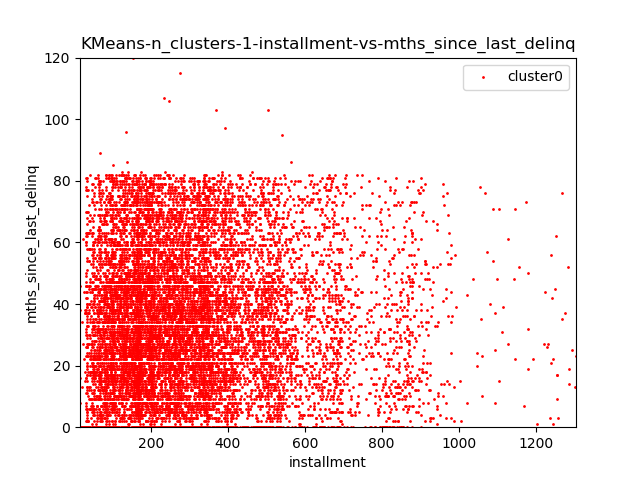 KMeans-n_clusters-1-installment-vs-mths_since_last_delinq
cluster0
120
100
80
60
40
20
0
mths_since_last_delinq
200 400 600 800 1000 1200
installment